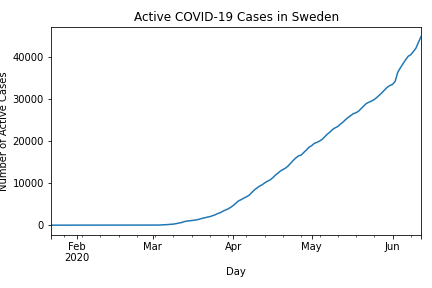 Active COVID-19 Cases in Sweden
Number of Active Cases
40000
30000
20000
10000
0
Feb Mar Apr May Jun
2020
Day